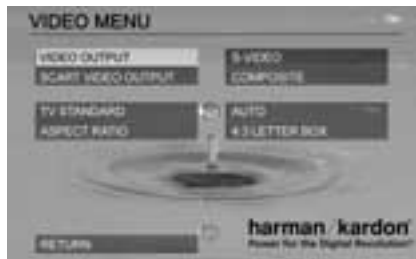 VIDEO MENU
VIDEO OUTPUT
S-VIDEO
SCART VIDEO OUTPUT
COMPOSITE
TV STANDARD
AUTO
ASPECT RATIO
4:3 LETTER BOX
RETURN
harman/kardon
Power for the Digital Revolution